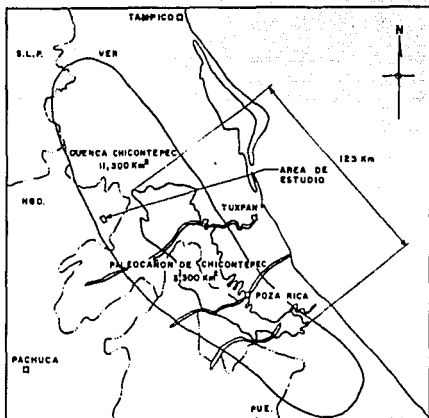 TAMPICO
N
S.L.P.
VER
CUENCA CHICONTEPEC
11,300 Km²
123 Km
AREA DE
ESTUDIO
HGO.
TUXPAN
PALEOCAÑON DE CHICONTEPEC
3,300 Km²
POZA RICA
PACHUCA
PUE.